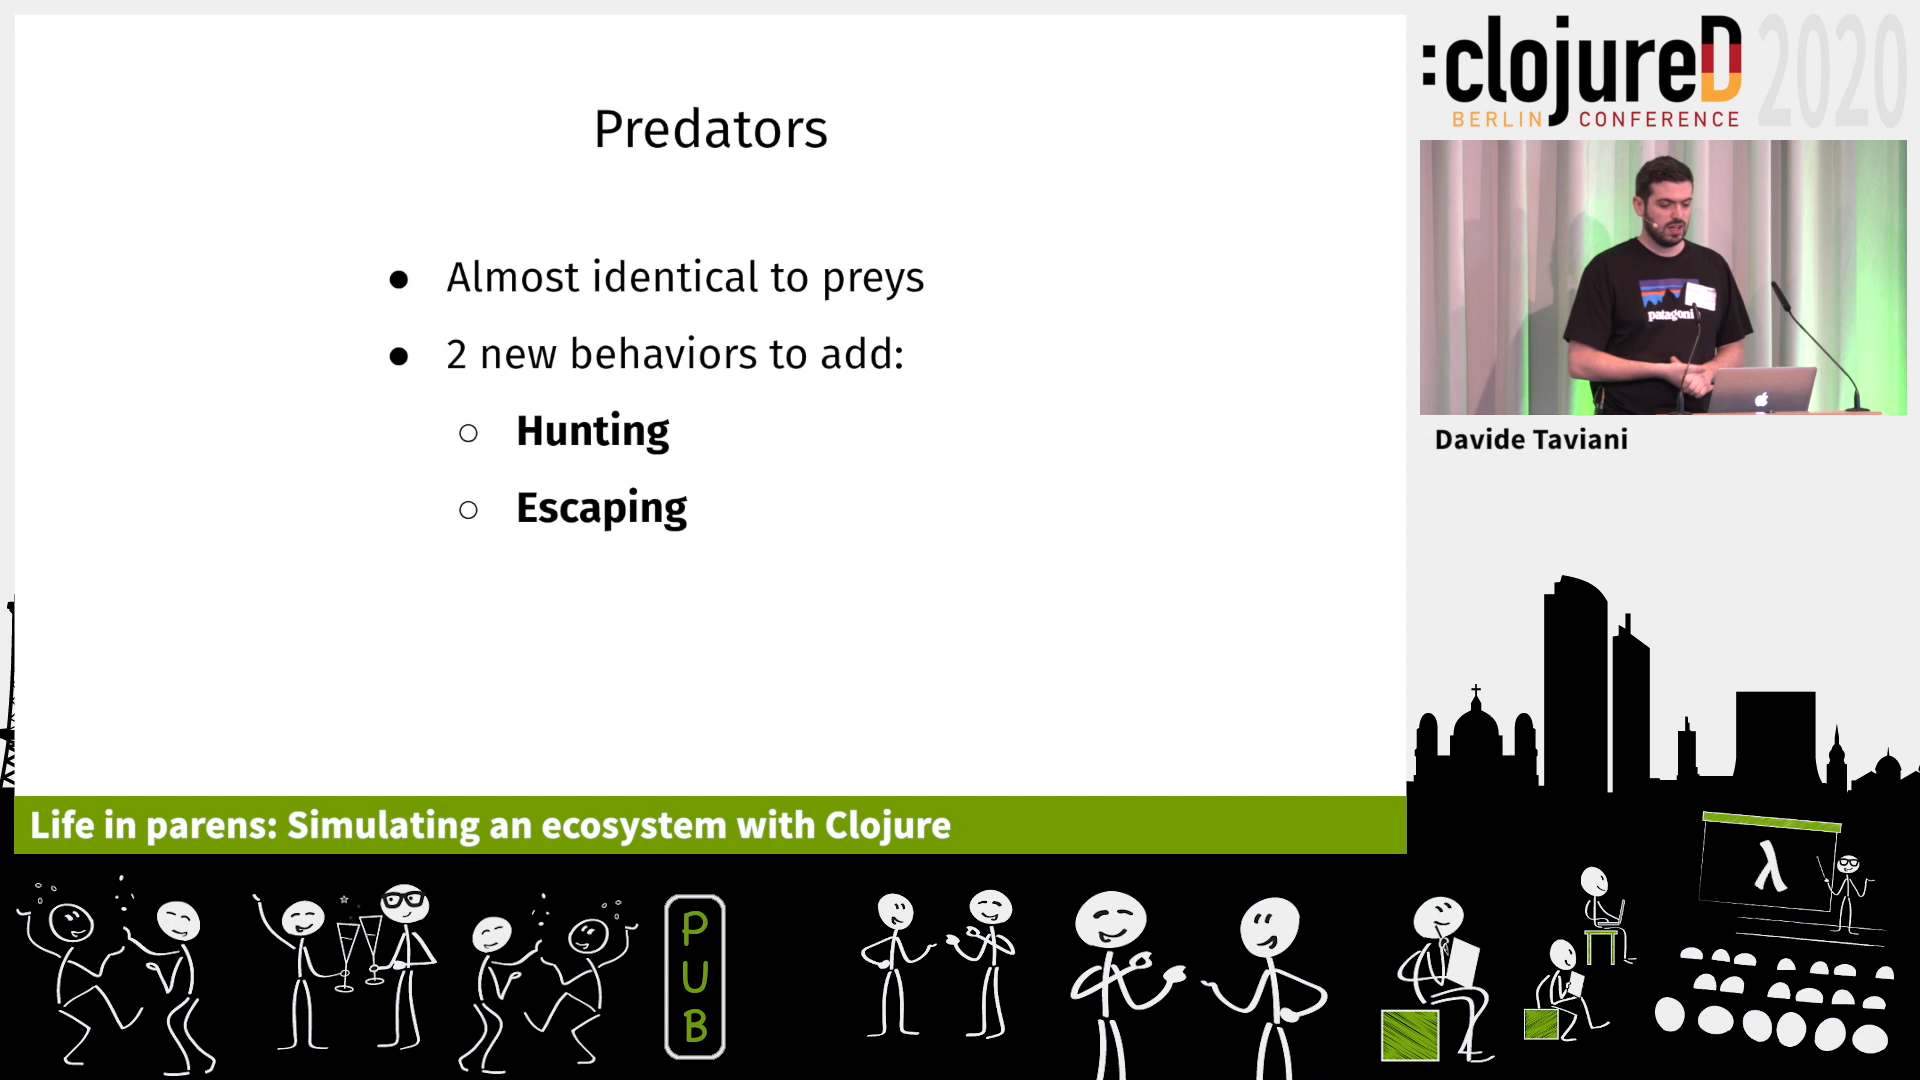 Predators
● Almost identical to preys
● 2 new behaviors to add:
○ Hunting
○ Escaping
Life in parens: Simulating an ecosystem with Clojure
:clojureD 2020
BERLIN CONFERENCE
patagoni
Davide Taviani
λ
P
U
B